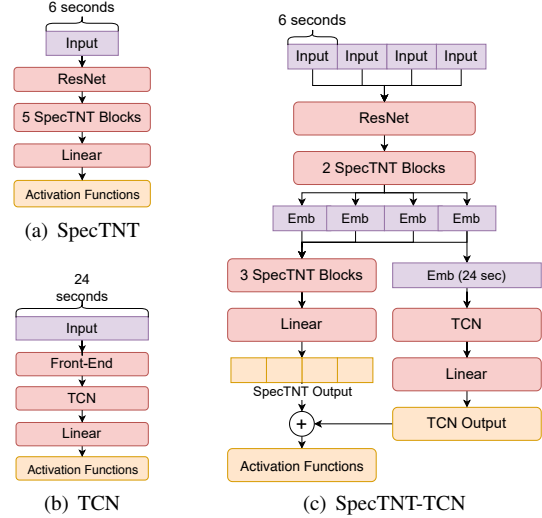 6 seconds
Input
ResNet
5 SpecTNT Blocks
Linear
Activation Functions
(a) SpecTNT
24
seconds
Input
Front-End
TCN
Linear
Activation Functions
(b) TCN
6 seconds
Input Input Input Input
ResNet
2 SpecTNT Blocks
Emb Emb Emb Emb
3 SpecTNT Blocks
Emb (24 sec)
Linear
TCN
SpecTNT Output
Linear
+
TCN Output
Activation Functions
(c) SpecTNT-TCN